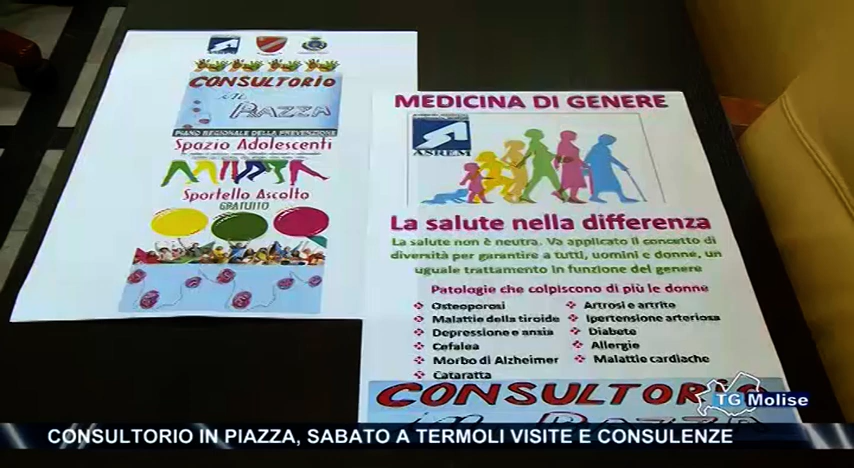 CONSULTORIO
in PIAZZA
PIANO REGIONALE DELLA PREVENZIONE
Spazio Adolescenti
Sportello Ascolto
GRATUITO
MEDICINA DI GENERE
ASREM
La salute nella differenza
La salute non è neutra. Va applicato il concetto di
diversità per garantire a tutti, uomini e donne, un
uguale trattamento in funzione del genere
Patologie che colpiscono di più le donne
Osteoporosi
Malattie della tiroide
Depressione e ansia
Cefalea
Morbo di Alzheimer
Cataratta
Artrosi e artrite
Ipertensione arteriosa
Diabete
Allergie
Malattie cardiache
CONSULTORIO
in PIAZZA
TG Molise
CONSULTORIO IN PIAZZA, SABATO A TERMOLI VISITE E CONSULENZE